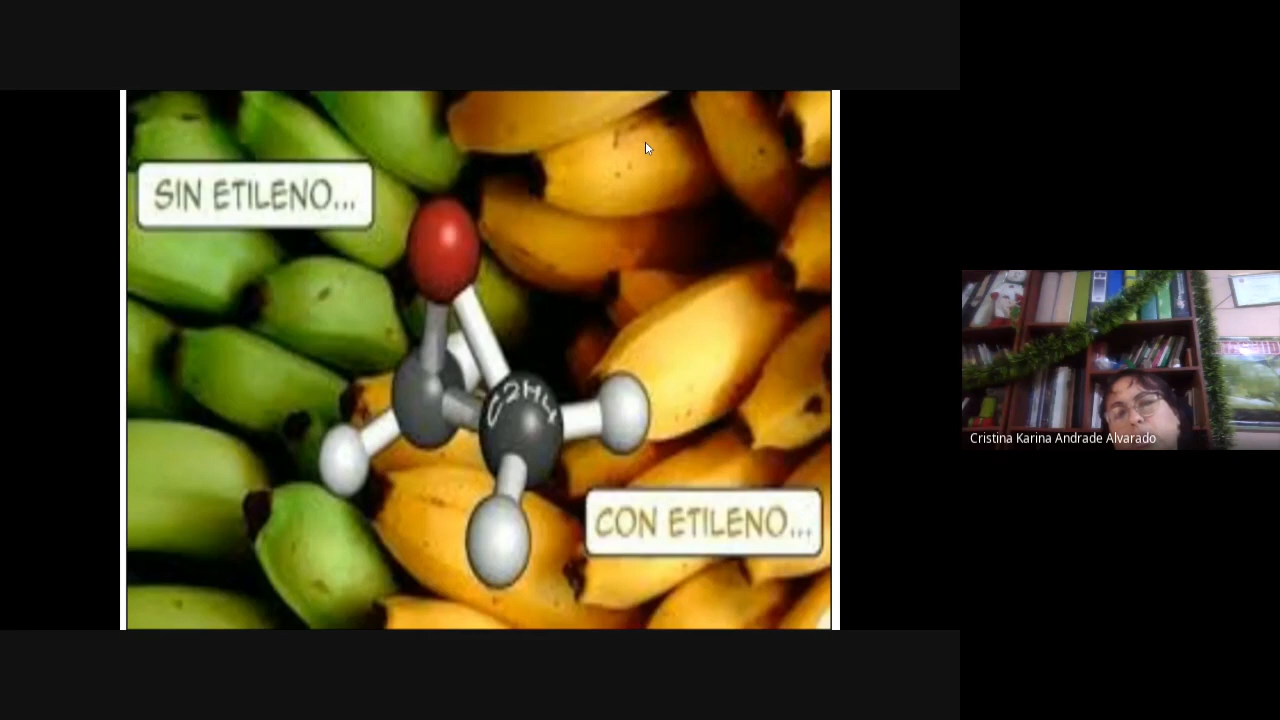 SIN ETILENO...
C2H4
CON ETILENO...
Cristina Karina Andrade Alvarado